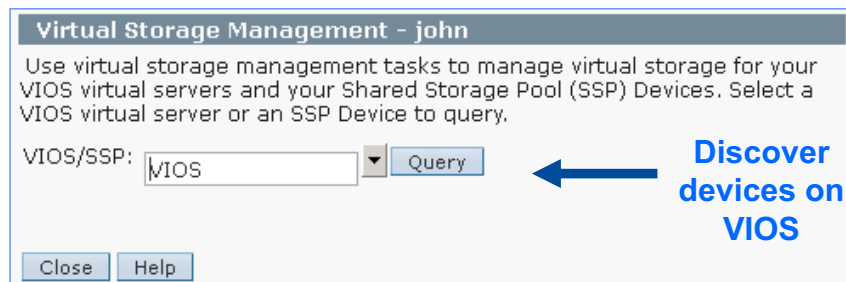 Virtual Storage Management - john
Use virtual storage management tasks to manage virtual storage for your
VIOS virtual servers and your Shared Storage Pool (SSP) Devices. Select a
VIOS virtual server or an SSP Device to query.
VIOS/SSP: VIOS Query
Discover
devices on
VIOS
Close Help